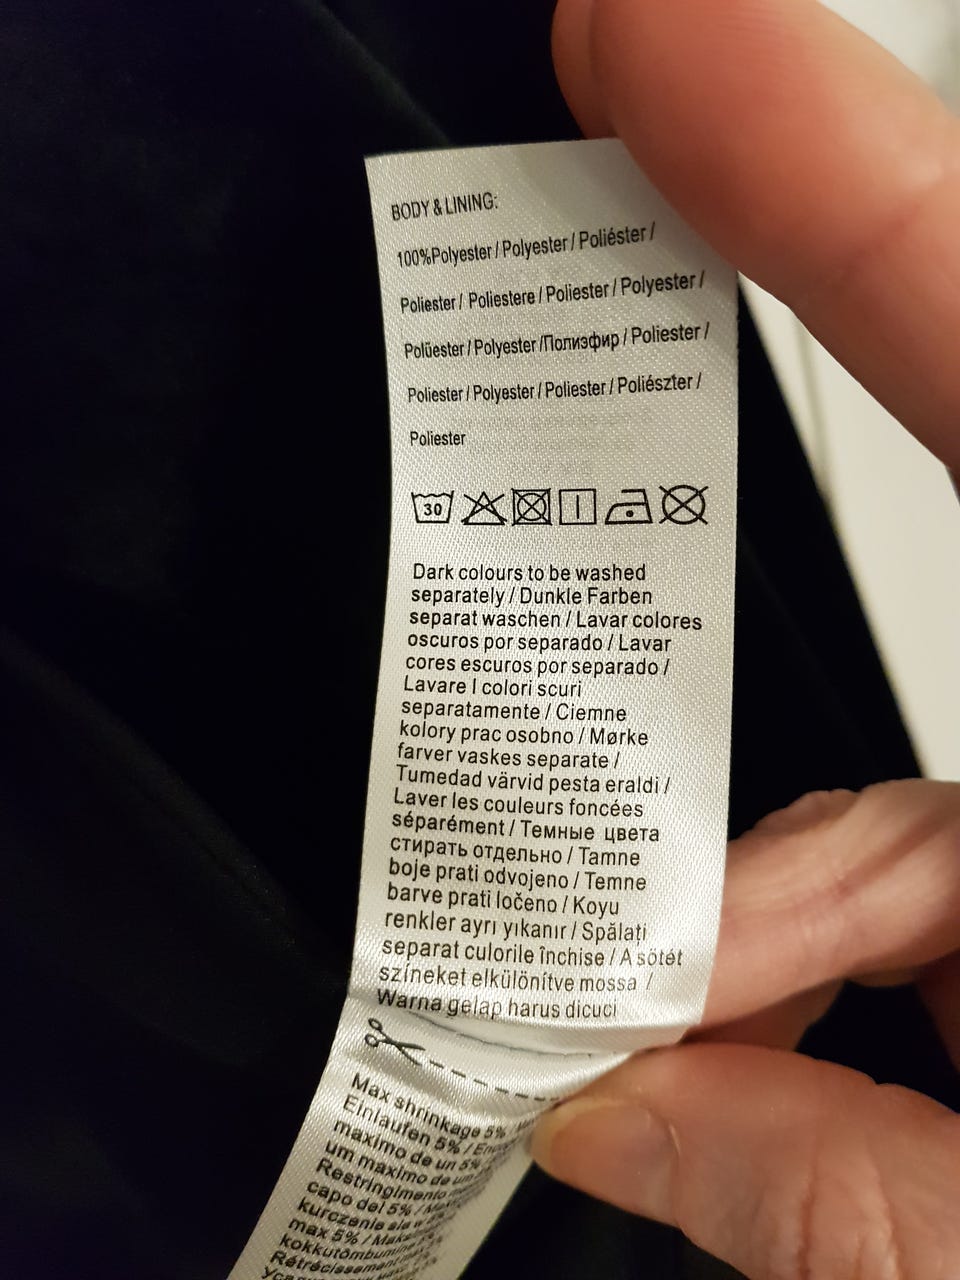 BODY & LINING:
100%Polyester / Polyester / Poliéster /
Poliester / Poliestere / Poliester / Polyester /
Polüester / Polyester /Полиэфир / Poliester /
Poliester / Polyester / Poliester / Poliészter /
Poliester
30
Dark colours to be washed
separately / Dunkle Farben
separat waschen / Lavar colores
oscuros por separado / Lavar
cores escuros por separado /
Lavare I colori scuri
separatamente / Ciemne
kolory prac osobno / Mørke
farver vaskes separate /
Tumedad värvid pesta eraldi /
Laver les couleurs foncées
séparément / Темные цвета
стирать отдельно / Tamne
boje prati odvojeno / Temne
barve prati ločeno / Koyu
renkler ayrı yıkanır / Spălați
separat culorile închise / A sötét
színeket elkülönítve mossa /
Warna gelap harus dicuci
Max shrinkage 5% /
Einlaufen 5% /
maximo de un 5%
um maximo de
Restringimento
capo del 5% /
kurczenie sie
max 5% /
Rétrécissement